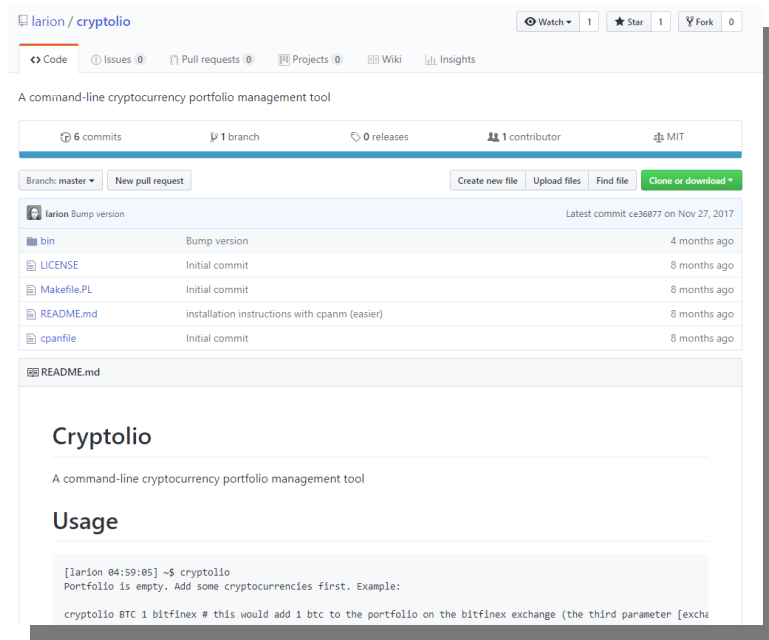 larion / cryptolio
Watch 1 Star 1 Fork 0
Code Issues 0 Pull requests 0 Projects 0 Wiki Insights
A command-line cryptocurrency portfolio management tool
6 commits 1 branch 0 releases 1 contributor MIT
Branch: master New pull request Create new file Upload files Find file Clone or download
larion Bump version Latest commit ce36077 on Nov 27, 2017
bin Bump version 4 months ago
LICENSE Initial commit 8 months ago
Makefile.PL Initial commit 8 months ago
README.md installation instructions with cpanm (easier) 8 months ago
cpanfile Initial commit 8 months ago
README.md
Cryptolio
A command-line cryptocurrency portfolio management tool
Usage
[larion 04:59:05] ~$ cryptolio
Portfolio is empty. Add some cryptocurrencies first. Example:
cryptolio BTC 1 bitfinex # this would add 1 btc to the portfolio on the bitfinex exchange (the third parameter [excha